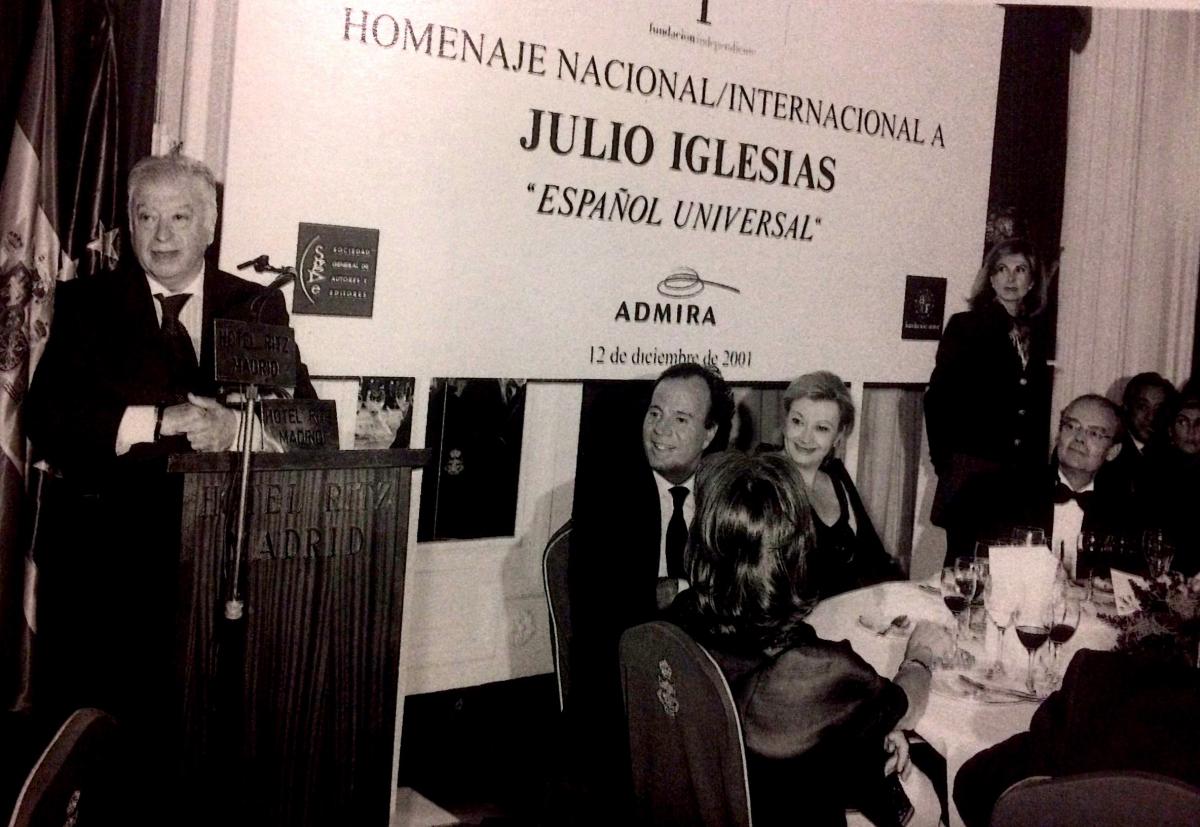 fundación independiente
HOMENAJE NACIONAL/INTERNACIONAL A
JULIO IGLESIAS
"ESPAÑOL UNIVERSAL"
SGAE
SOCIEDAD
GENERAL DE
AUTORES Y
EDITORES
ADMIRA
12 de diciembre de 2001
HOTEL RITZ
MADRID
HOTEL RITZ
MADRID
HOTEL RITZ
MADRID